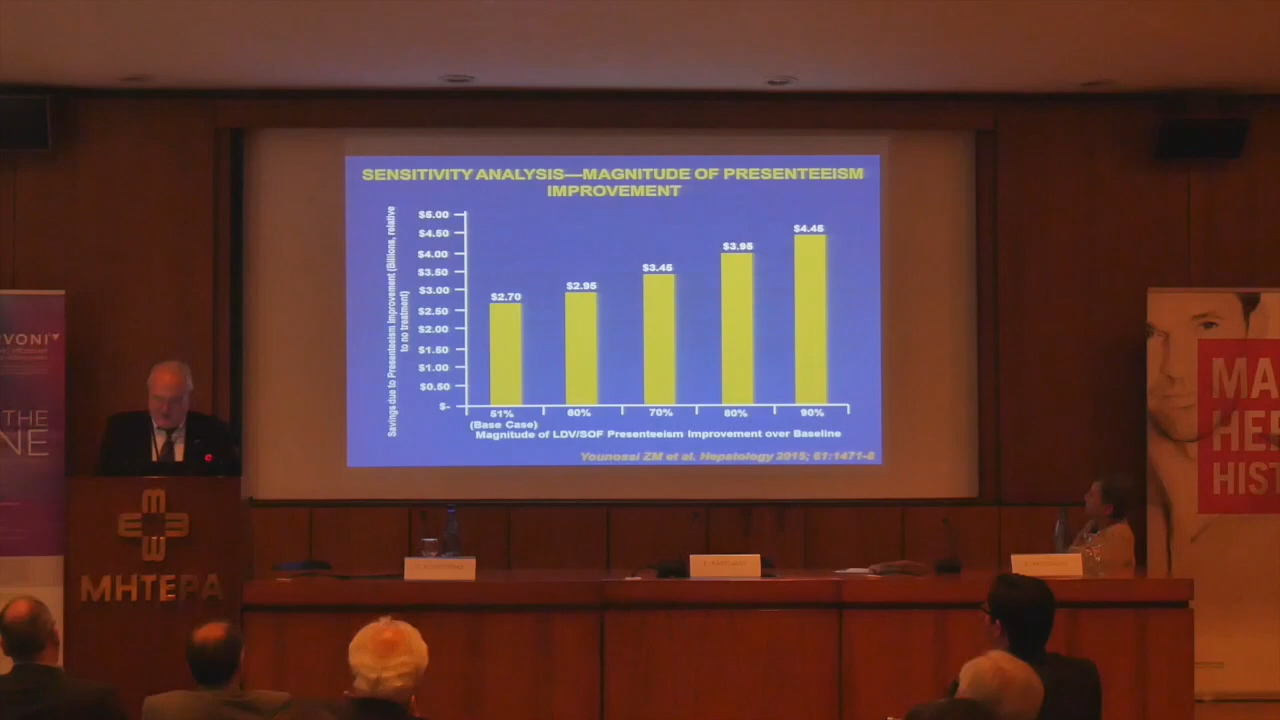 SENSITIVITY ANALYSIS—MAGNITUDE OF PRESENTEEISM
IMPROVEMENT
Savings due to Presenteeism Improvement (Billions, relative
to no treatment)
$5.00
$4.50
$4.00
$3.50
$3.00
$2.50
$2.00
$1.50
$1.00
$0.50
$-
$2.70
$2.95
$3.45
$3.95
$4.45
51%
(Base Case)
60%
70%
80%
90%
Magnitude of LDV/SOF Presenteeism Improvement over Baseline
Younossi ZM et al. Hepatology 2015; 61:1471-8
VONI
THE
NE
ΜΗΤΕΡΑ
MA
HE
HIST